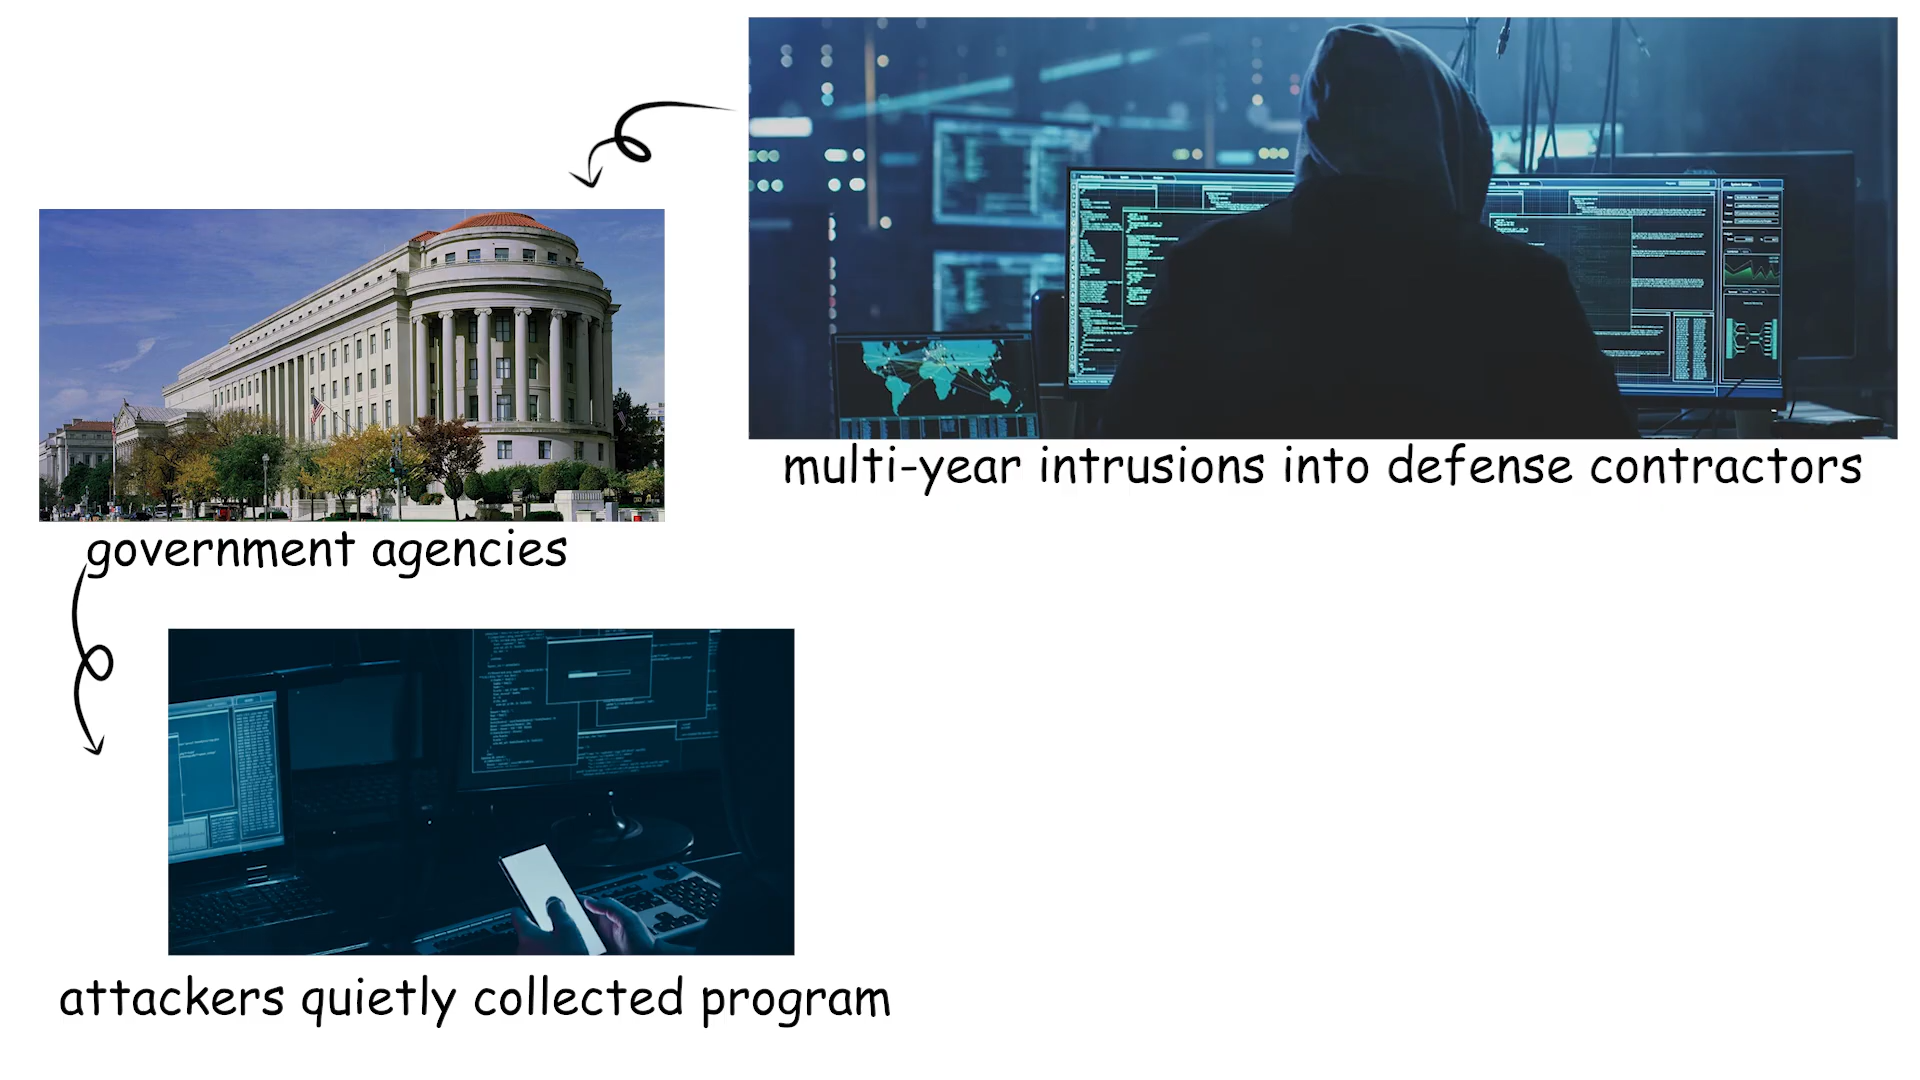 multi-year intrusions into defense contractors
government agencies
attackers quietly collected program